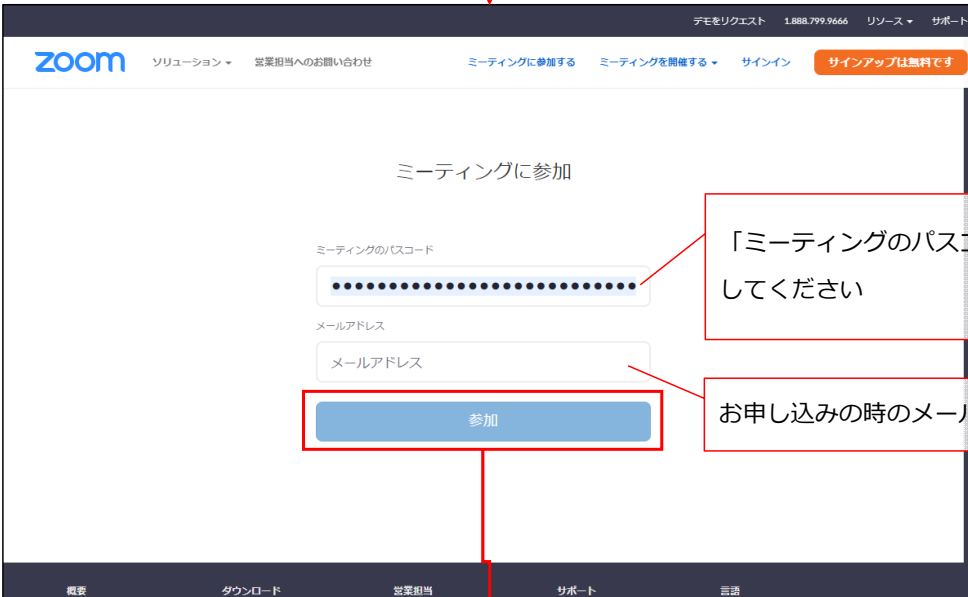 デモをリクエスト 1.888.799.9666 リソース サポート
zoom ソリューション 営業担当へのお問い合わせ ミーティングに参加する ミーティングを開催する サインイン サインアップは無料です
ミーティングに参加
ミーティングのパスコード
「ミーティングのパスコ
してください
メールアドレス
メールアドレス
お申し込みの時のメー
参加
概要 ダウンロード 営業担当 サポート 言語